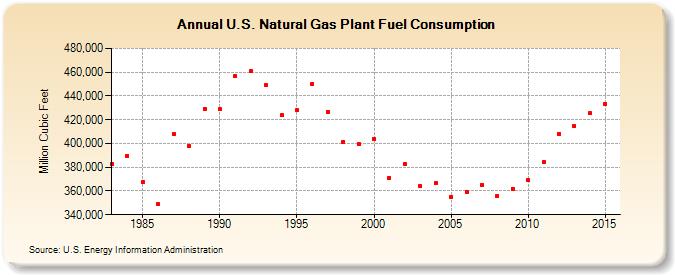 Annual U.S. Natural Gas Plant Fuel Consumption
Million Cubic Feet
480,000
460,000
440,000
420,000
400,000
380,000
360,000
340,000
1985 1990 1995 2000 2005 2010 2015
Source: U.S. Energy Information Administration